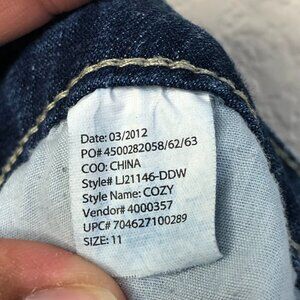 Date: 03/2012
PO# 4500282058/62/63
COO: CHINA
Style# LJ21146-DDW
Style Name: COZY
Vendor# 4000357
UPC# 704627100289
SIZE: 11